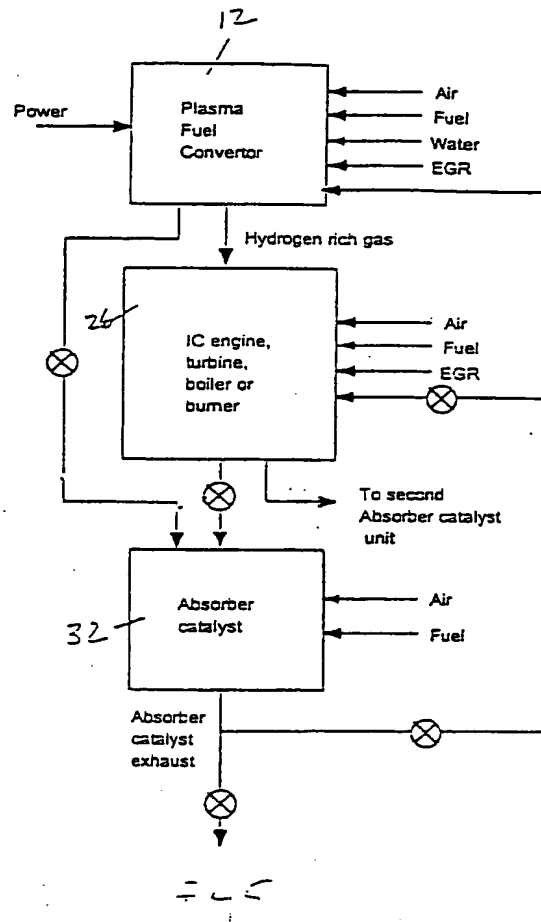 12
Power
Plasma
Fuel
Convertor
Air
Fuel
Water
EGR
Hydrogen rich gas
26
IC engine,
turbine,
boiler or
burner
Air
Fuel
EGR
To second
Absorber catalyst
unit
32
Absorber
catalyst
Air
Fuel
Absorber
catalyst
exhaust